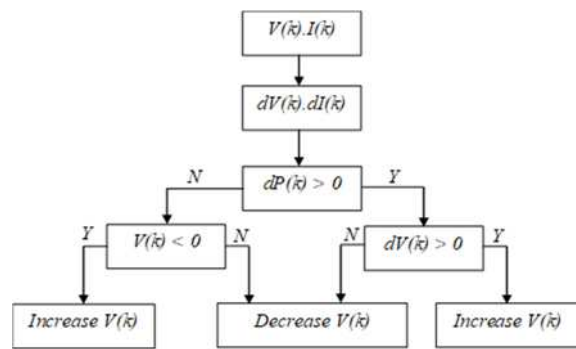 V(k).I(k)
dV(k).dI(k)
N
dP(k) > 0
Y
Y
V(k) < 0
N
N
dV(k) > 0
Y
Increase V(k)
Decrease V(k)
Increase V(k)